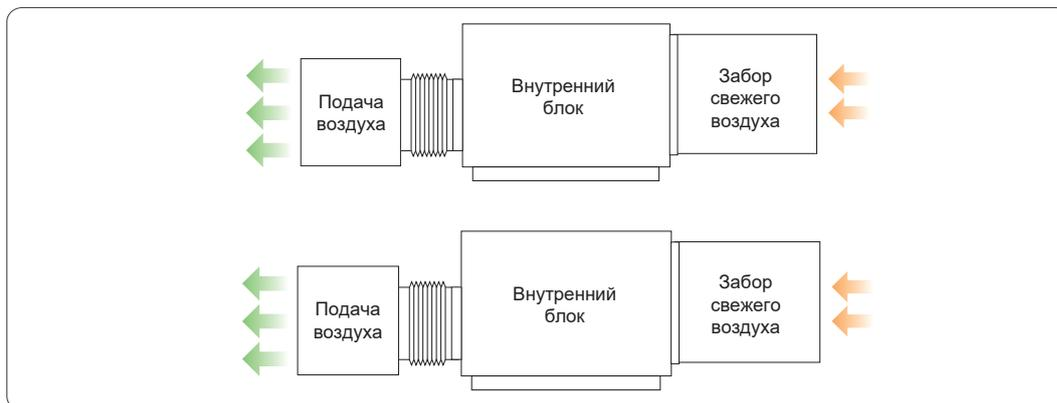 Подача
воздуха
Внутренний
блок
Забор
свежего
воздуха
Подача
воздуха
Внутренний
блок
Забор
свежего
воздуха